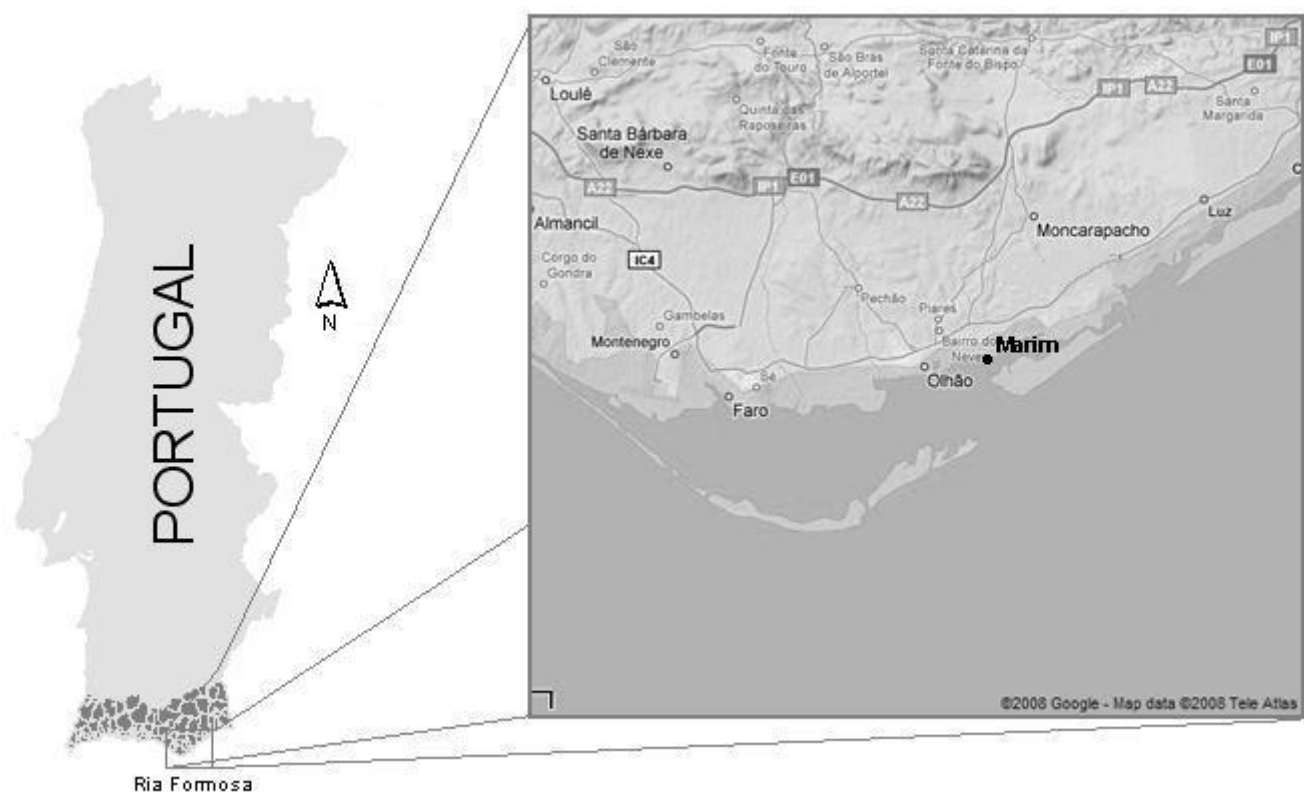 PORTUGAL
N
Ria Formosa
São
Clemente
Fonte
do Touro
São Brás
de Alportel
Santa Catarina da
Fonte do Bispo
IP1
E01
Loulé
Quinta das
Raposeiras
IP1
A22
Santa
Margarida
Santa Bárbara
de Nexe
A22
IP1
E01
A22
C
Luz
Almancil
Moncarapacho
IC4
Corgo do
Gondra
Pechão
Gambelas
Piares
Montenegro
Bairro do
Neve
Marim
Sé
Olhão
Faro
©2008 Google - Map data ©2008 Tele Atlas